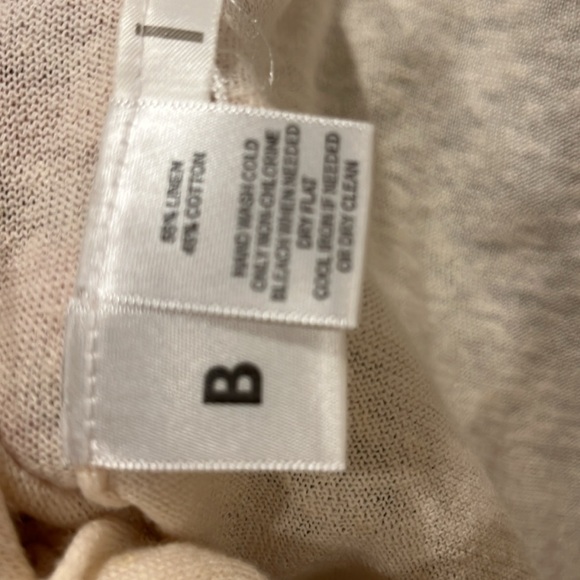 55% LINEN
45% COTTON
HAND WASH COLD
ONLY NON-CHLORINE
BLEACH WHEN NEEDED
DRY FLAT
COOL IRON IF NEEDED
OR DRY CLEAN
B